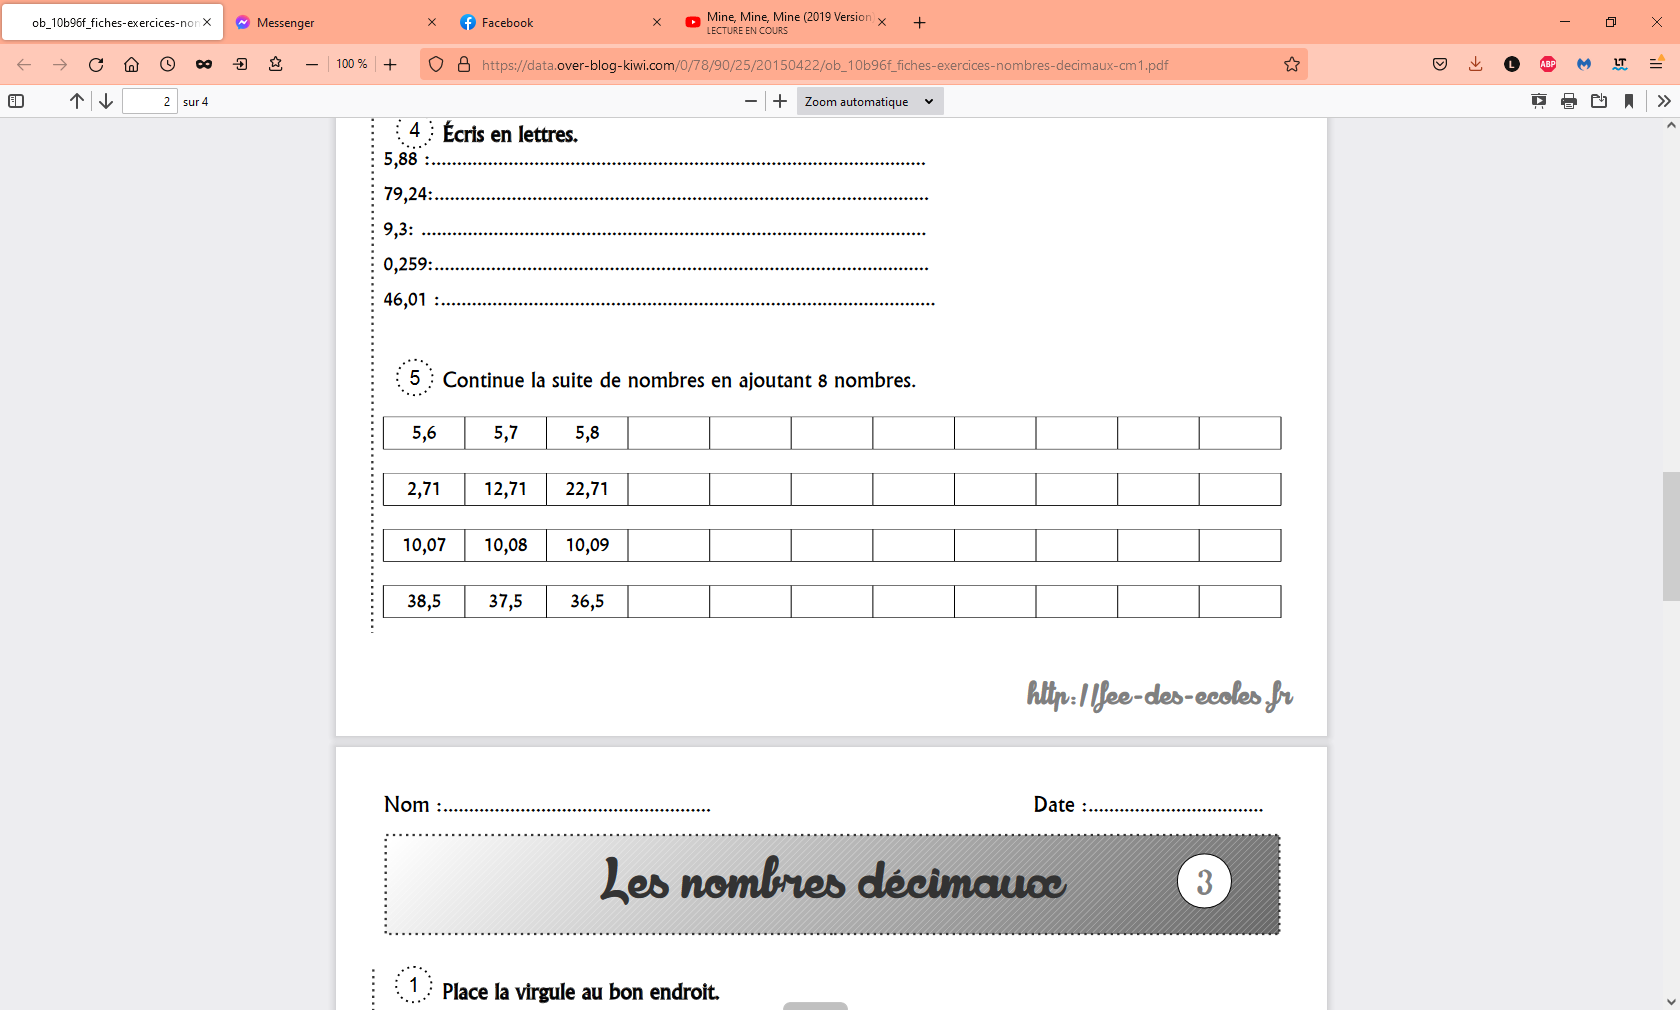 ob_10b96f_fiches-exercices-non
Messenger
Facebook
Mine, Mine, Mine (2019 Version)
LECTURE EN COURS
100 %
https://data.over-blog-kiwi.com/0/78/90/25/20150422/ob_10b96f_fiches-exercices-nombres-decimaux-cm1.pdf
L ABP LT
2 sur 4
Zoom automatique
4 Écris en lettres.
5,88 :................................................................................................
79,24:................................................................................................
9,3: ..................................................................................................
0,259:................................................................................................
46,01 :................................................................................................
5 Continue la suite de nombres en ajoutant 8 nombres.
5,6 5,7 5,8
2,71 12,71 22,71
10,07 10,08 10,09
38,5 37,5 36,5
http://fee-des-ecoles.fr
Nom :.................................................... Date :..................................
Les nombres décimaux 3
1 Place la virgule au bon endroit.